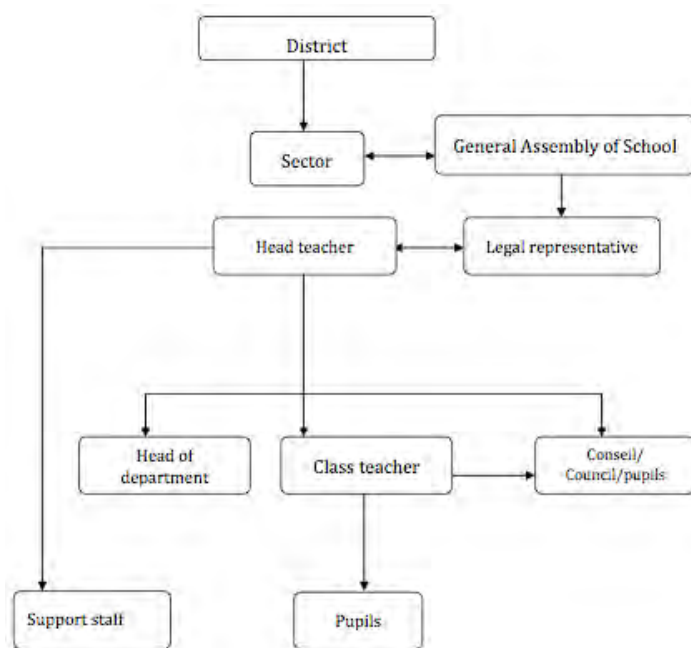 District
General Assembly of School
Sector
Head teacher
Legal representative
Head of
department
Class teacher
Conseil/
Council/pupils
Support staff
Pupils